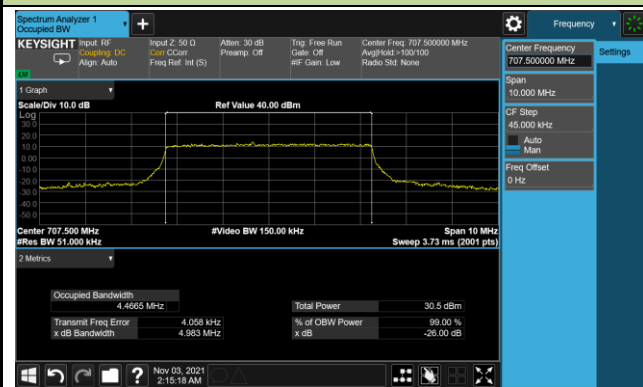 Spectrum Analyzer 1
Occupied BW
Frequency
KEYSIGHT
Input: RF
Coupling: DC
Align: Auto
Input Z: 50 Ω
Corr CCorr
Freq Ref: Int (S)
Atten: 30 dB
Preamp: Off
Trig: Free Run
Gate: Off
#IF Gain: Low
Center Freq: 707.500000 MHz
Avg|Hold:>100/100
Radio Std: None
Center Frequency
707.500000 MHz
Settings
Span
10.000 MHz
CF Step
45.000 kHz
Auto
Man
Freq Offset
0 Hz
1 Graph
Scale/Div 10.0 dB
Ref Value 40.00 dBm
Log
30.0
20.0
10.0
0.00
-10.0
-20.0
-30.0
-40.0
-50.0
Center 707.500 MHz
#Video BW 150.00 kHz
Span 10 MHz
#Res BW 51.000 kHz
Sweep 3.73 ms (2001 pts)
2 Metrics
Occupied Bandwidth
4.4665 MHz
Total Power
30.5 dBm
Transmit Freq Error
4.058 kHz
% of OBW Power
99.00 %
x dB Bandwidth
4.983 MHz
x dB
-26.00 dB
?
Nov 03, 2021
2:15:18 AM